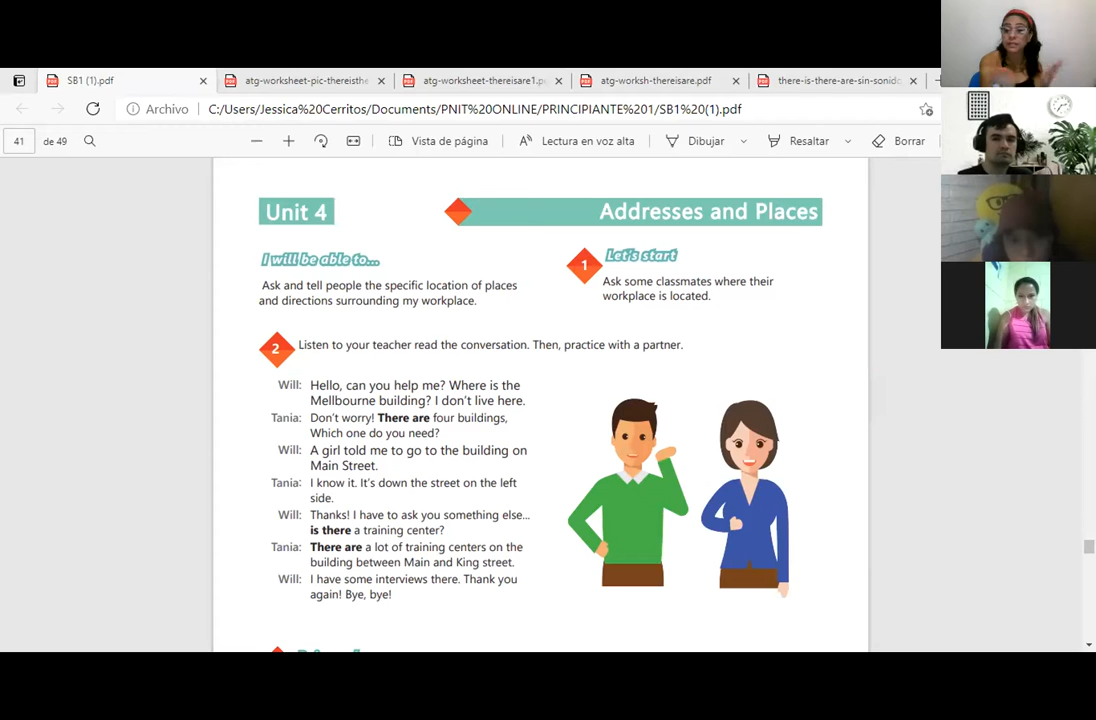 SB1 (1).pdf
atg-worksheet-pic-thereisthe
atg-worksheet-thereisare1.p
atg-worksh-thereisare.pdf
there-is-there-are-sin-sonido
Archivo
C:/Users/Jessica%20Cerritos/Documents/PNIT%20ONLINE/PRINCIPIANTE%201/SB1%20(1).pdf
41 de 49
Vista de página
Lectura en voz alta
Dibujar
Resaltar
Borrar
Unit 4
Addresses and Places
I will be able to...
Ask and tell people the specific location of places
and directions surrounding my workplace.
1
Let's start
Ask some classmates where their
workplace is located.
2
Listen to your teacher read the conversation. Then, practice with a partner.
Will: Hello, can you help me? Where is the
Mellbourne building? I don't live here.
Tania: Don't worry! There are four buildings,
Which one do you need?
Will: A girl told me to go to the building on
Main Street.
Tania: I know it. It's down the street on the left
side.
Will: Thanks! I have to ask you something else...
is there a training center?
Tania: There are a lot of training centers on the
building between Main and King street.
Will: I have some interviews there. Thank you
again! Bye, bye!